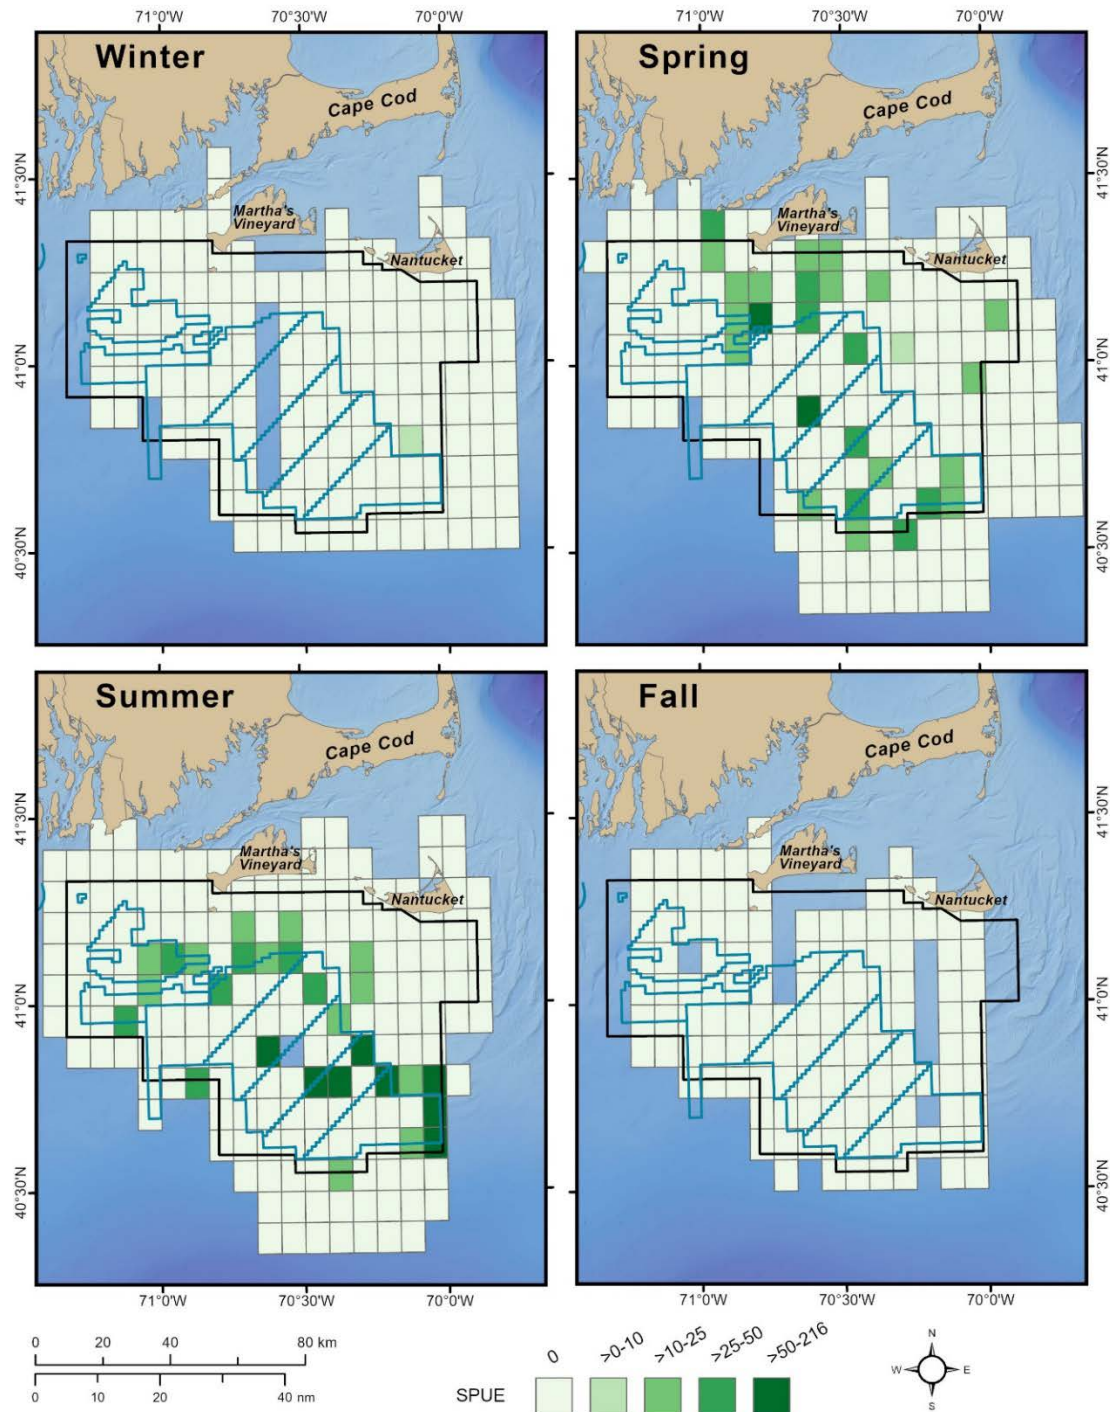 71°0'W 70°30'W 70°0'W 71°0'W 70°30'W 70°0'W
Winter
Cape Cod
Martha's
Vineyard
Nantucket
41°30'N
41°0'N
40°30'N
Spring
Cape Cod
Martha's
Vineyard
Nantucket
41°30'N
41°0'N
40°30'N
Summer
Cape Cod
Martha's
Vineyard
Nantucket
41°30'N
41°0'N
40°30'N
Fall
Cape Cod
Martha's
Vineyard
Nantucket
41°30'N
41°0'N
40°30'N
71°0'W 70°30'W 70°0'W 71°0'W 70°30'W 70°0'W
0 20 40 80 km
0 10 20 40 nm
0 >0-10 >10-25 >25-50 >50-216
SPUE
N
W E
S